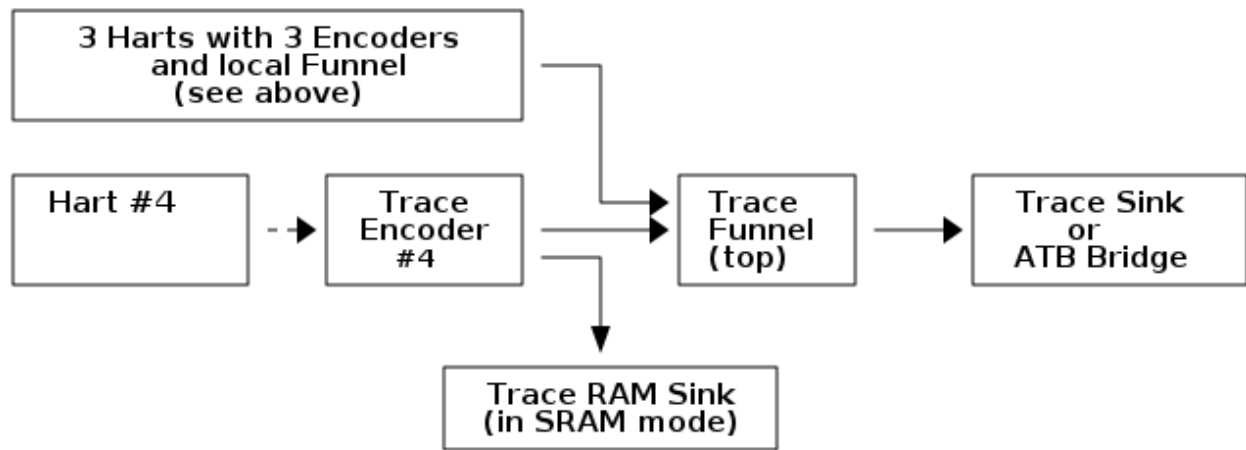 3 Harts with 3 Encoders
and local Funnel
(see above)
Hart #4
Trace
Encoder
#4
Trace
Funnel
(top)
Trace Sink
or
ATB Bridge
Trace RAM Sink
(in SRAM mode)